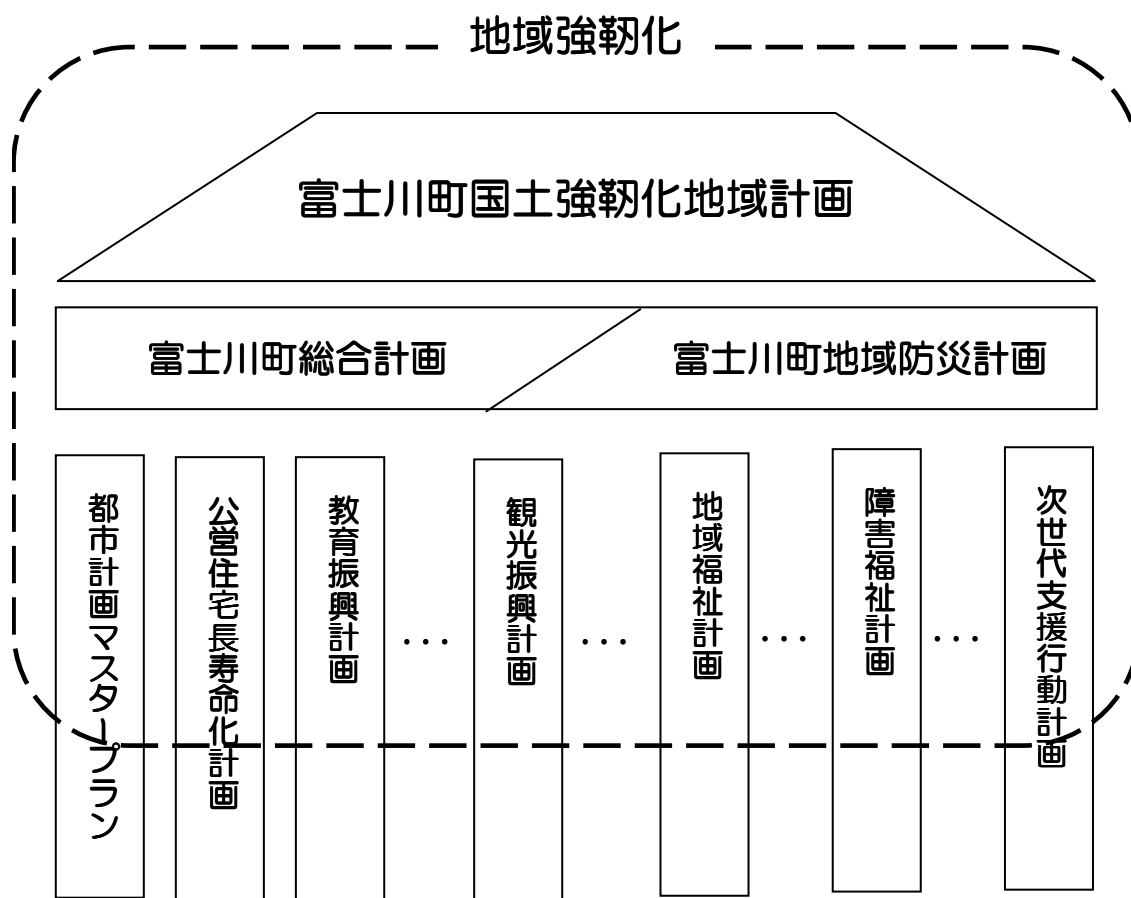 地域強靭化
富士川町国土強靭化地域計画
富士川町総合計画
富士川町地域防災計画
都市計画マスタープラン
公営住宅長寿命化計画
教育振興計画
...
観光振興計画
...
地域福祉計画
...
障害福祉計画
...
次世代支援行動計画